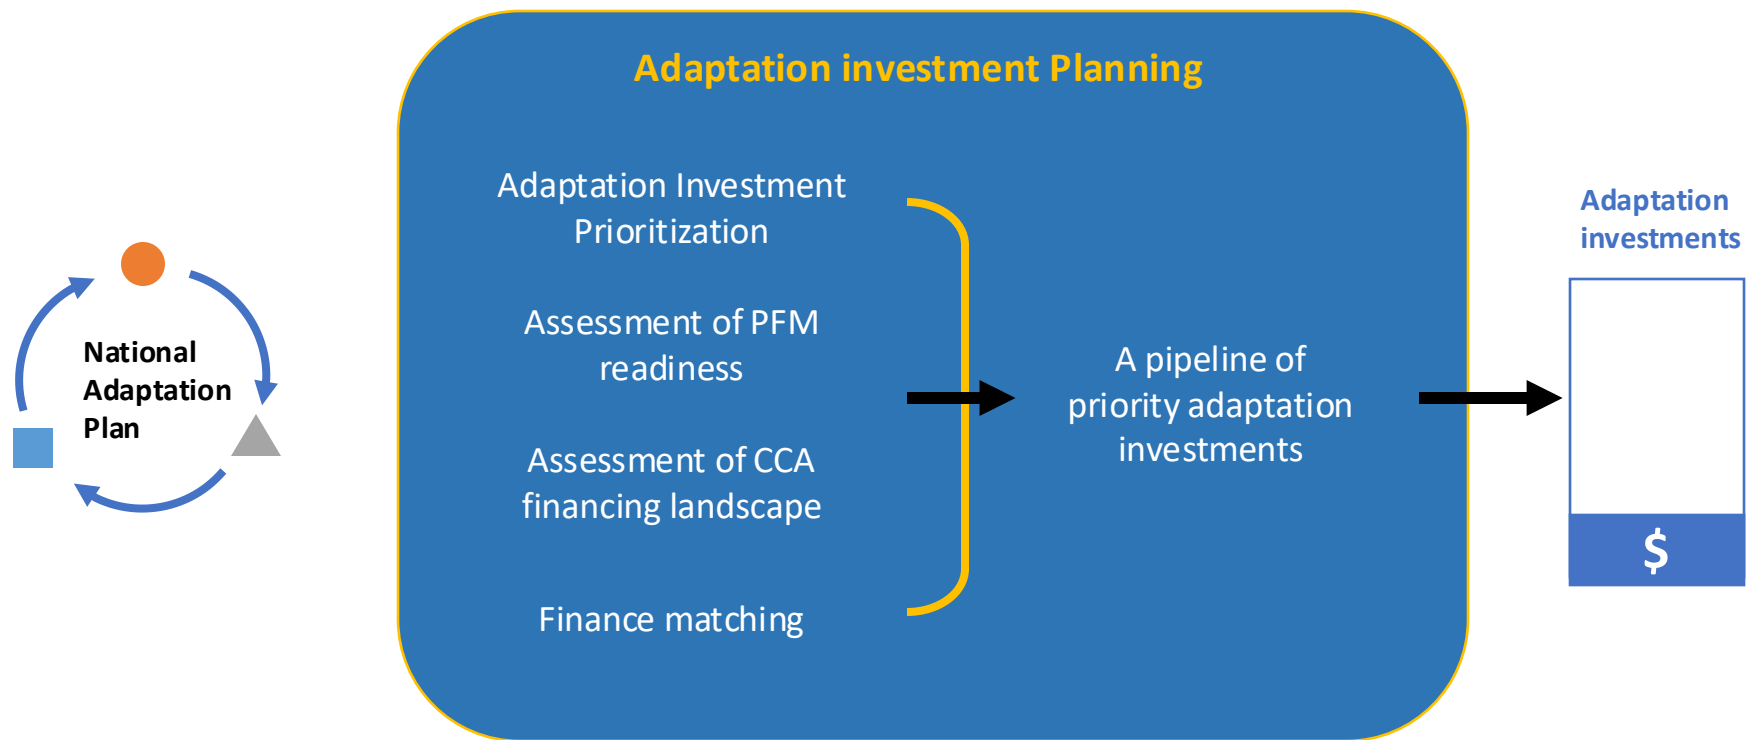 Adaptation investment Planning
National
Adaptation
Plan
Adaptation Investment
Prioritization
Assessment of PFM
readiness
Assessment of CCA
financing landscape
Finance matching
A pipeline of
priority adaptation
investments
Adaptation
investments
$